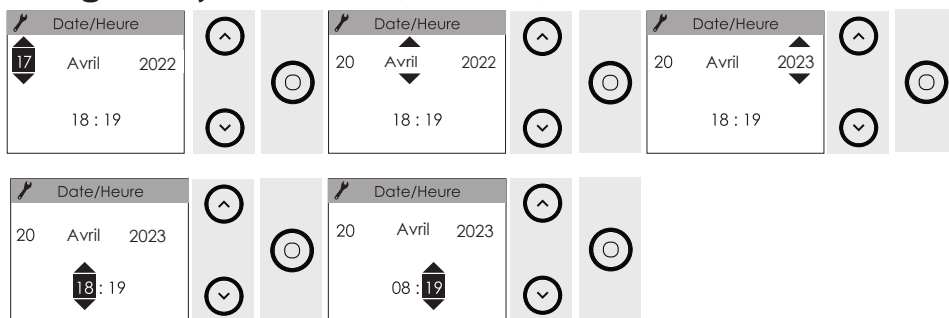 Date/Heure
17 Avril 2022
18 : 19
Date/Heure
20 Avril 2022
18 : 19
Date/Heure
20 Avril 2023
18 : 19
Date/Heure
20 Avril 2023
18 : 19
Date/Heure
20 Avril 2023
08 : 19